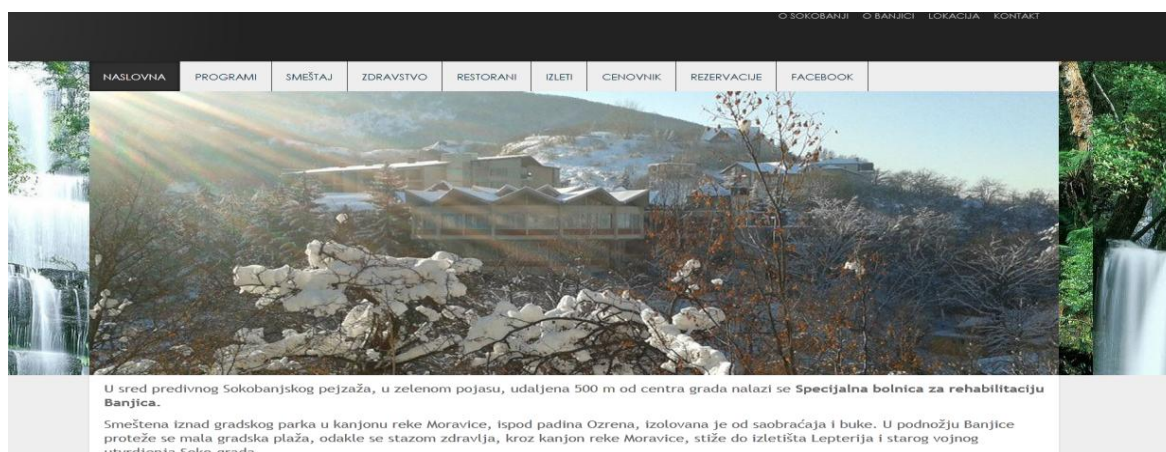 O SOKOBANJI O BANJICI LOKACIJA KONTAKT
NASLOVNA PROGRAMI SMEŠTAJ ZDRAVSTVO RESTORANI IZLETI CENOVNIK REZERVACIJE FACEBOOK
U sred predivnog Sokobanjskog pejzaža, u zelenom pojasu, udaljena 500 m od centra grada nalazi se Specijalna bolnica za rehabilitaciju
Banjica.
Smeštena iznad gradskog parka u kanjonu reke Moravice, ispod padina Ozrena, izolovana je od saobraćaja i buke. U podnožju Banjice
proteže se mala gradska plaža, odakle se stazom zdravlja, kroz kanjon reke Moravice, stiže do izletišta Lepterija i starog vojnog
utvrdjenja Soko grada